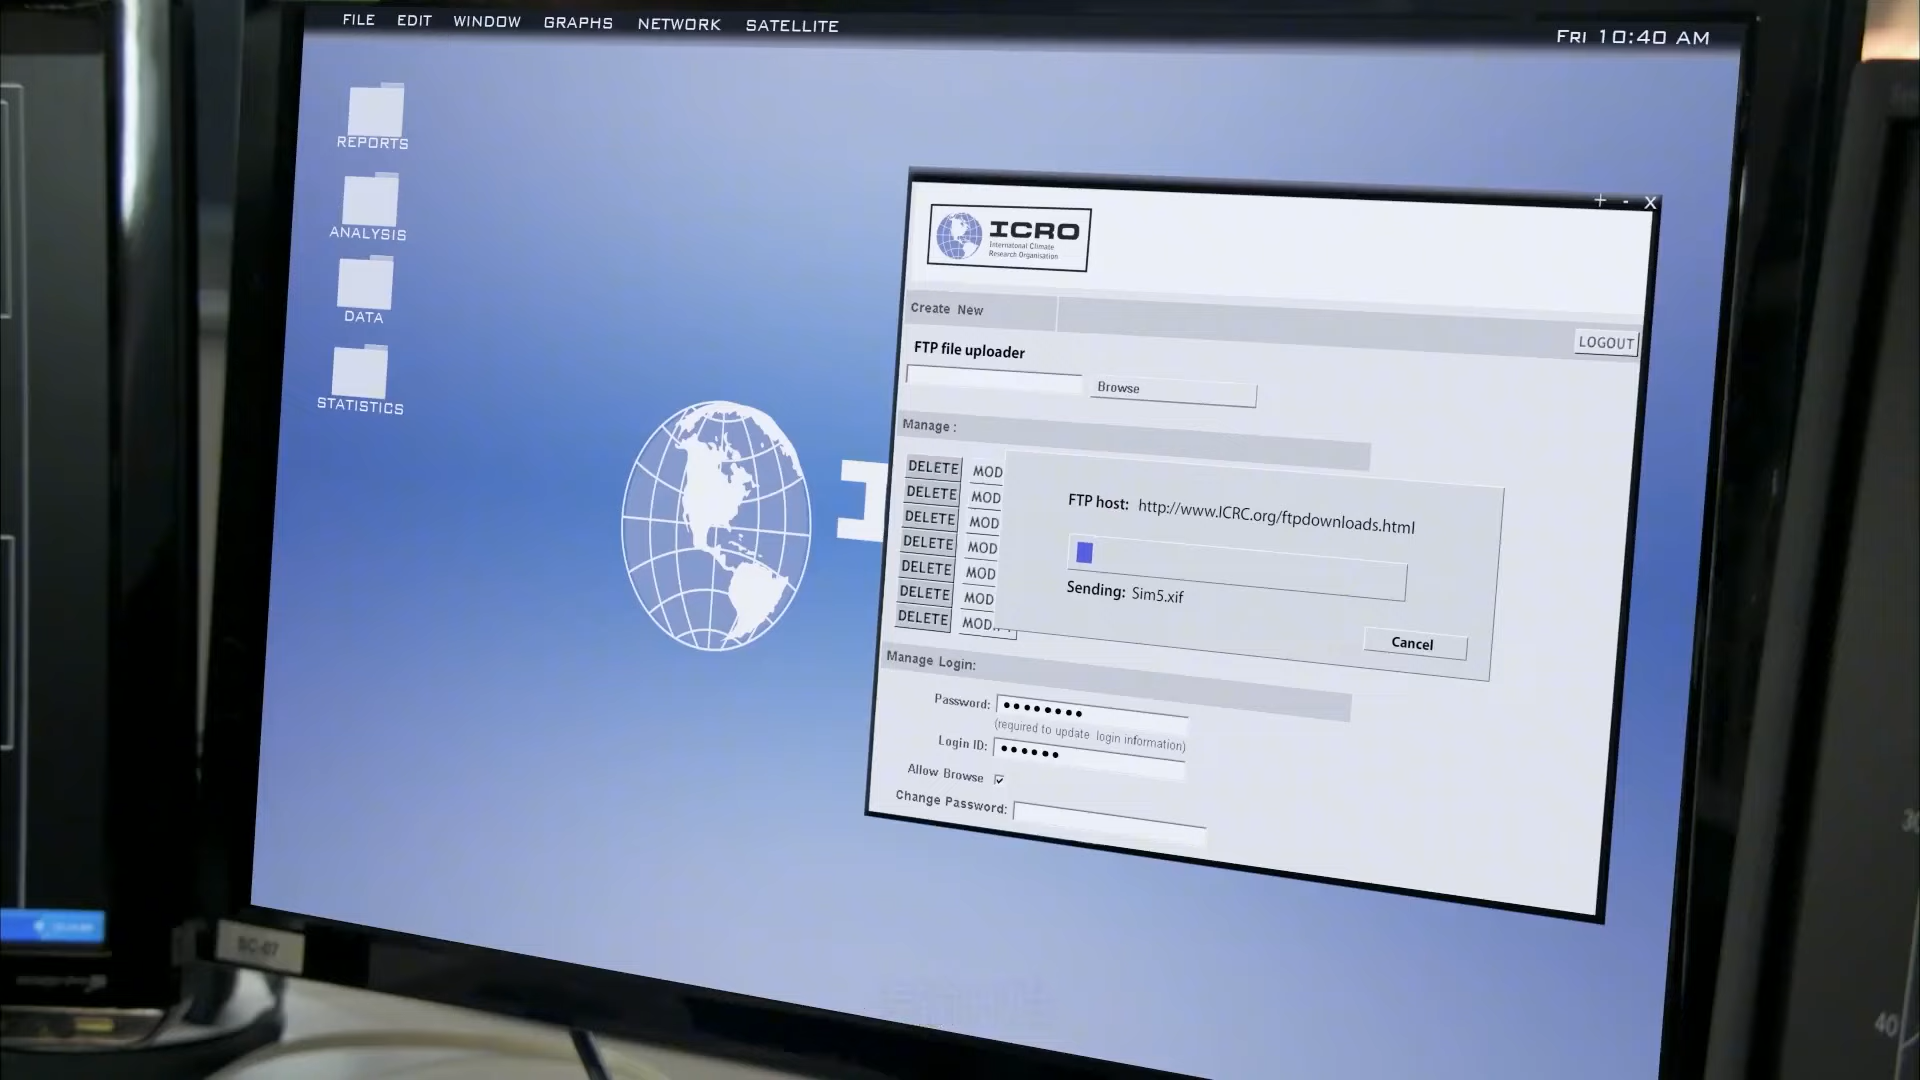 FILE EDIT WINDOW GRAPHS NETWORK SATELLITE
FRI 10:40 AM
REPORTS
ANALYSIS
DATA
STATISTICS
+ - X
ICRO
International Climate
Research Organisation
Create New
LOGOUT
FTP file uploader
Browse
Manage :
DELETE MOD
DELETE MOD
DELETE MOD
DELETE MOD
DELETE MOD
DELETE MOD
DELETE MOD
FTP host: http://www.ICRC.org/ftpdownloads.html
Sending: Sim5.xif
Cancel
Manage Login:
Password: ••••••••
(required to update login information)
Login ID: ••••••
Allow Browse
Change Password:
SC-07
40